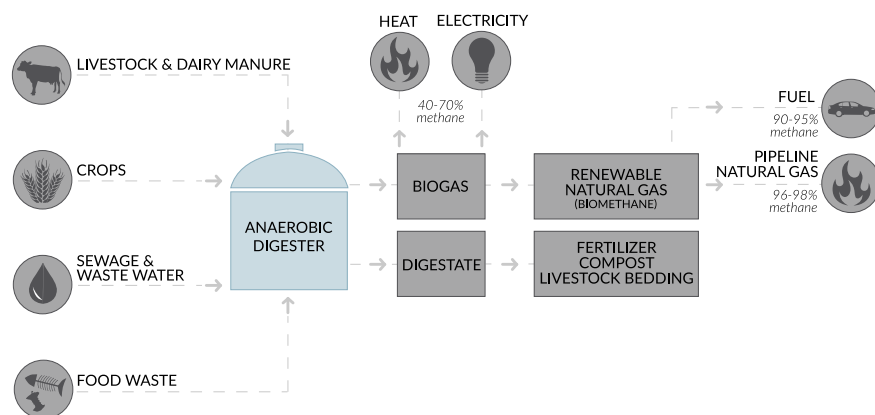 HEAT
ELECTRICITY
LIVESTOCK & DAIRY MANURE
40-70%
methane
FUEL
90-95%
methane
CROPS
BIOGAS
RENEWABLE
NATURAL GAS
(BIOMETHANE)
PIPELINE
NATURAL GAS
96-98%
methane
ANAEROBIC
DIGESTER
SEWAGE &
WASTE WATER
DIGESTATE
FERTILIZER
COMPOST
LIVESTOCK BEDDING
FOOD WASTE